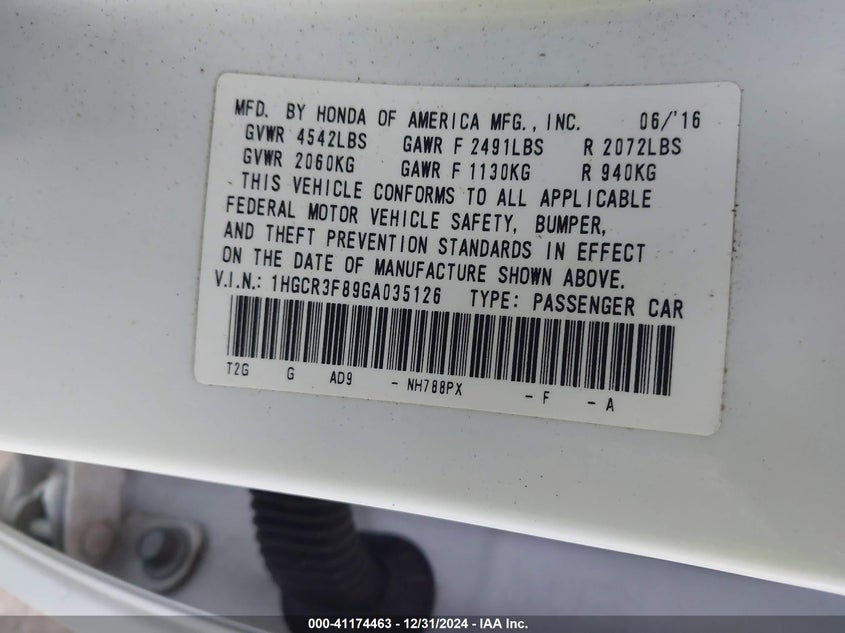 MFD. BY HONDA OF AMERICA MFG., INC. 06/'16
GVWR 4542LBS GAWR F 2491LBS R 2072LBS
GVWR 2060KG GAWR F 1130KG R 940KG
THIS VEHICLE CONFORMS TO ALL APPLICABLE
FEDERAL MOTOR VEHICLE SAFETY, BUMPER,
AND THEFT PREVENTION STANDARDS IN EFFECT
ON THE DATE OF MANUFACTURE SHOWN ABOVE.
V.I.N.: 1HGCR3F89GA035126 TYPE: PASSENGER CAR
T2G G AD9 - NH788PX - F - A
000-41174463 - 12/31/2024 - IAA Inc.